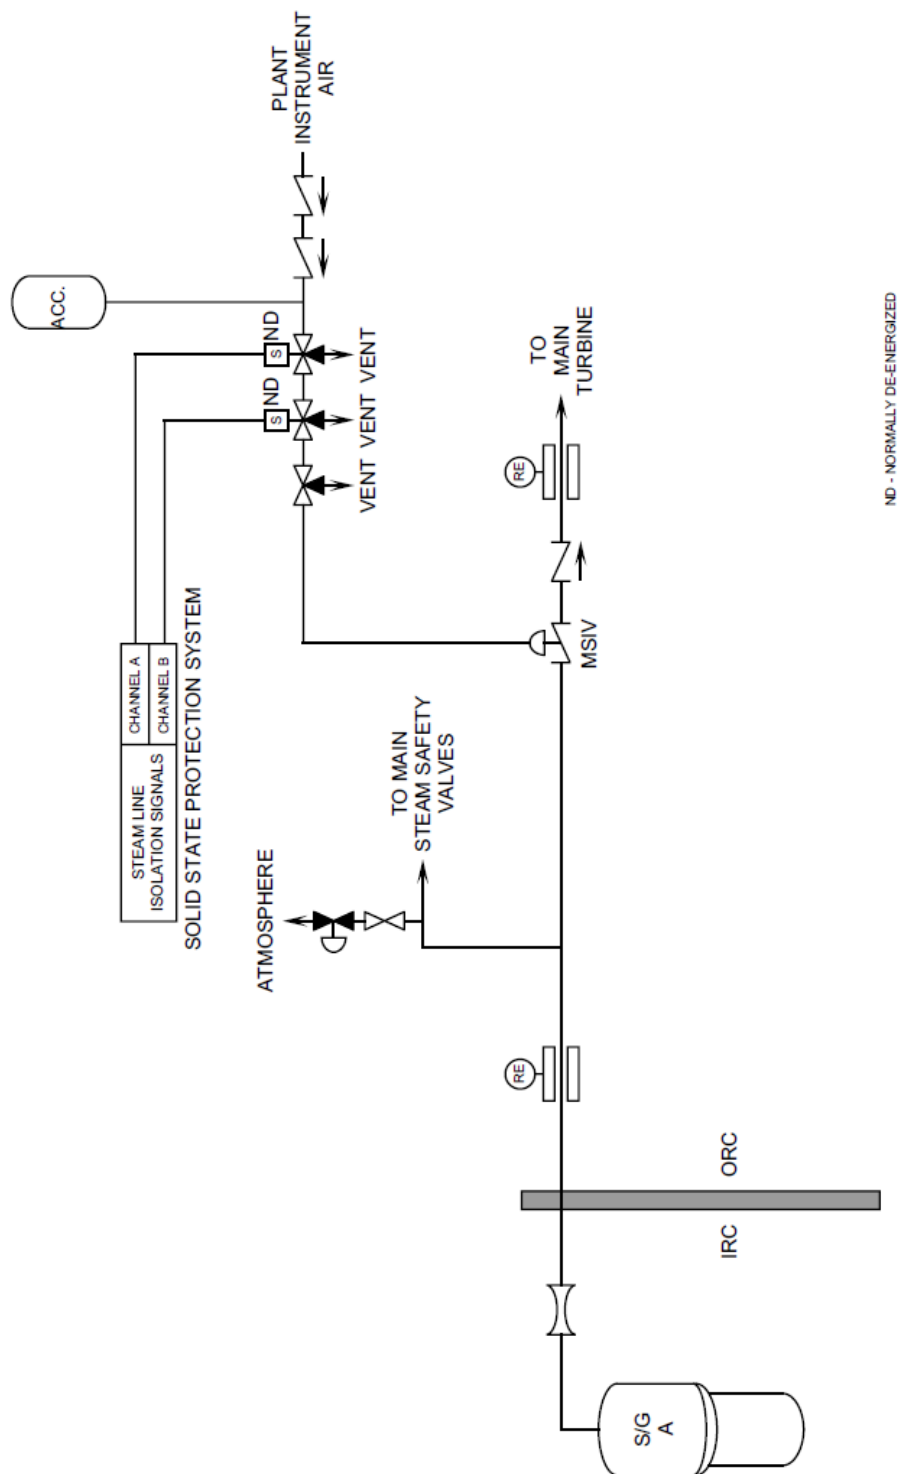 PLANT
INSTRUMENT
AIR
ACC.
S
ND
S
ND
VENT
VENT
VENT
STEAM LINE
ISOLATION SIGNALS
CHANNEL A
CHANNEL B
SOLID STATE PROTECTION SYSTEM
TO
MAIN
TURBINE
RE
MSIV
TO MAIN
STEAM SAFETY
VALVES
ATMOSPHERE
RE
IRC
ORC
S/G
A
ND - NORMALLY DE-ENERGIZED